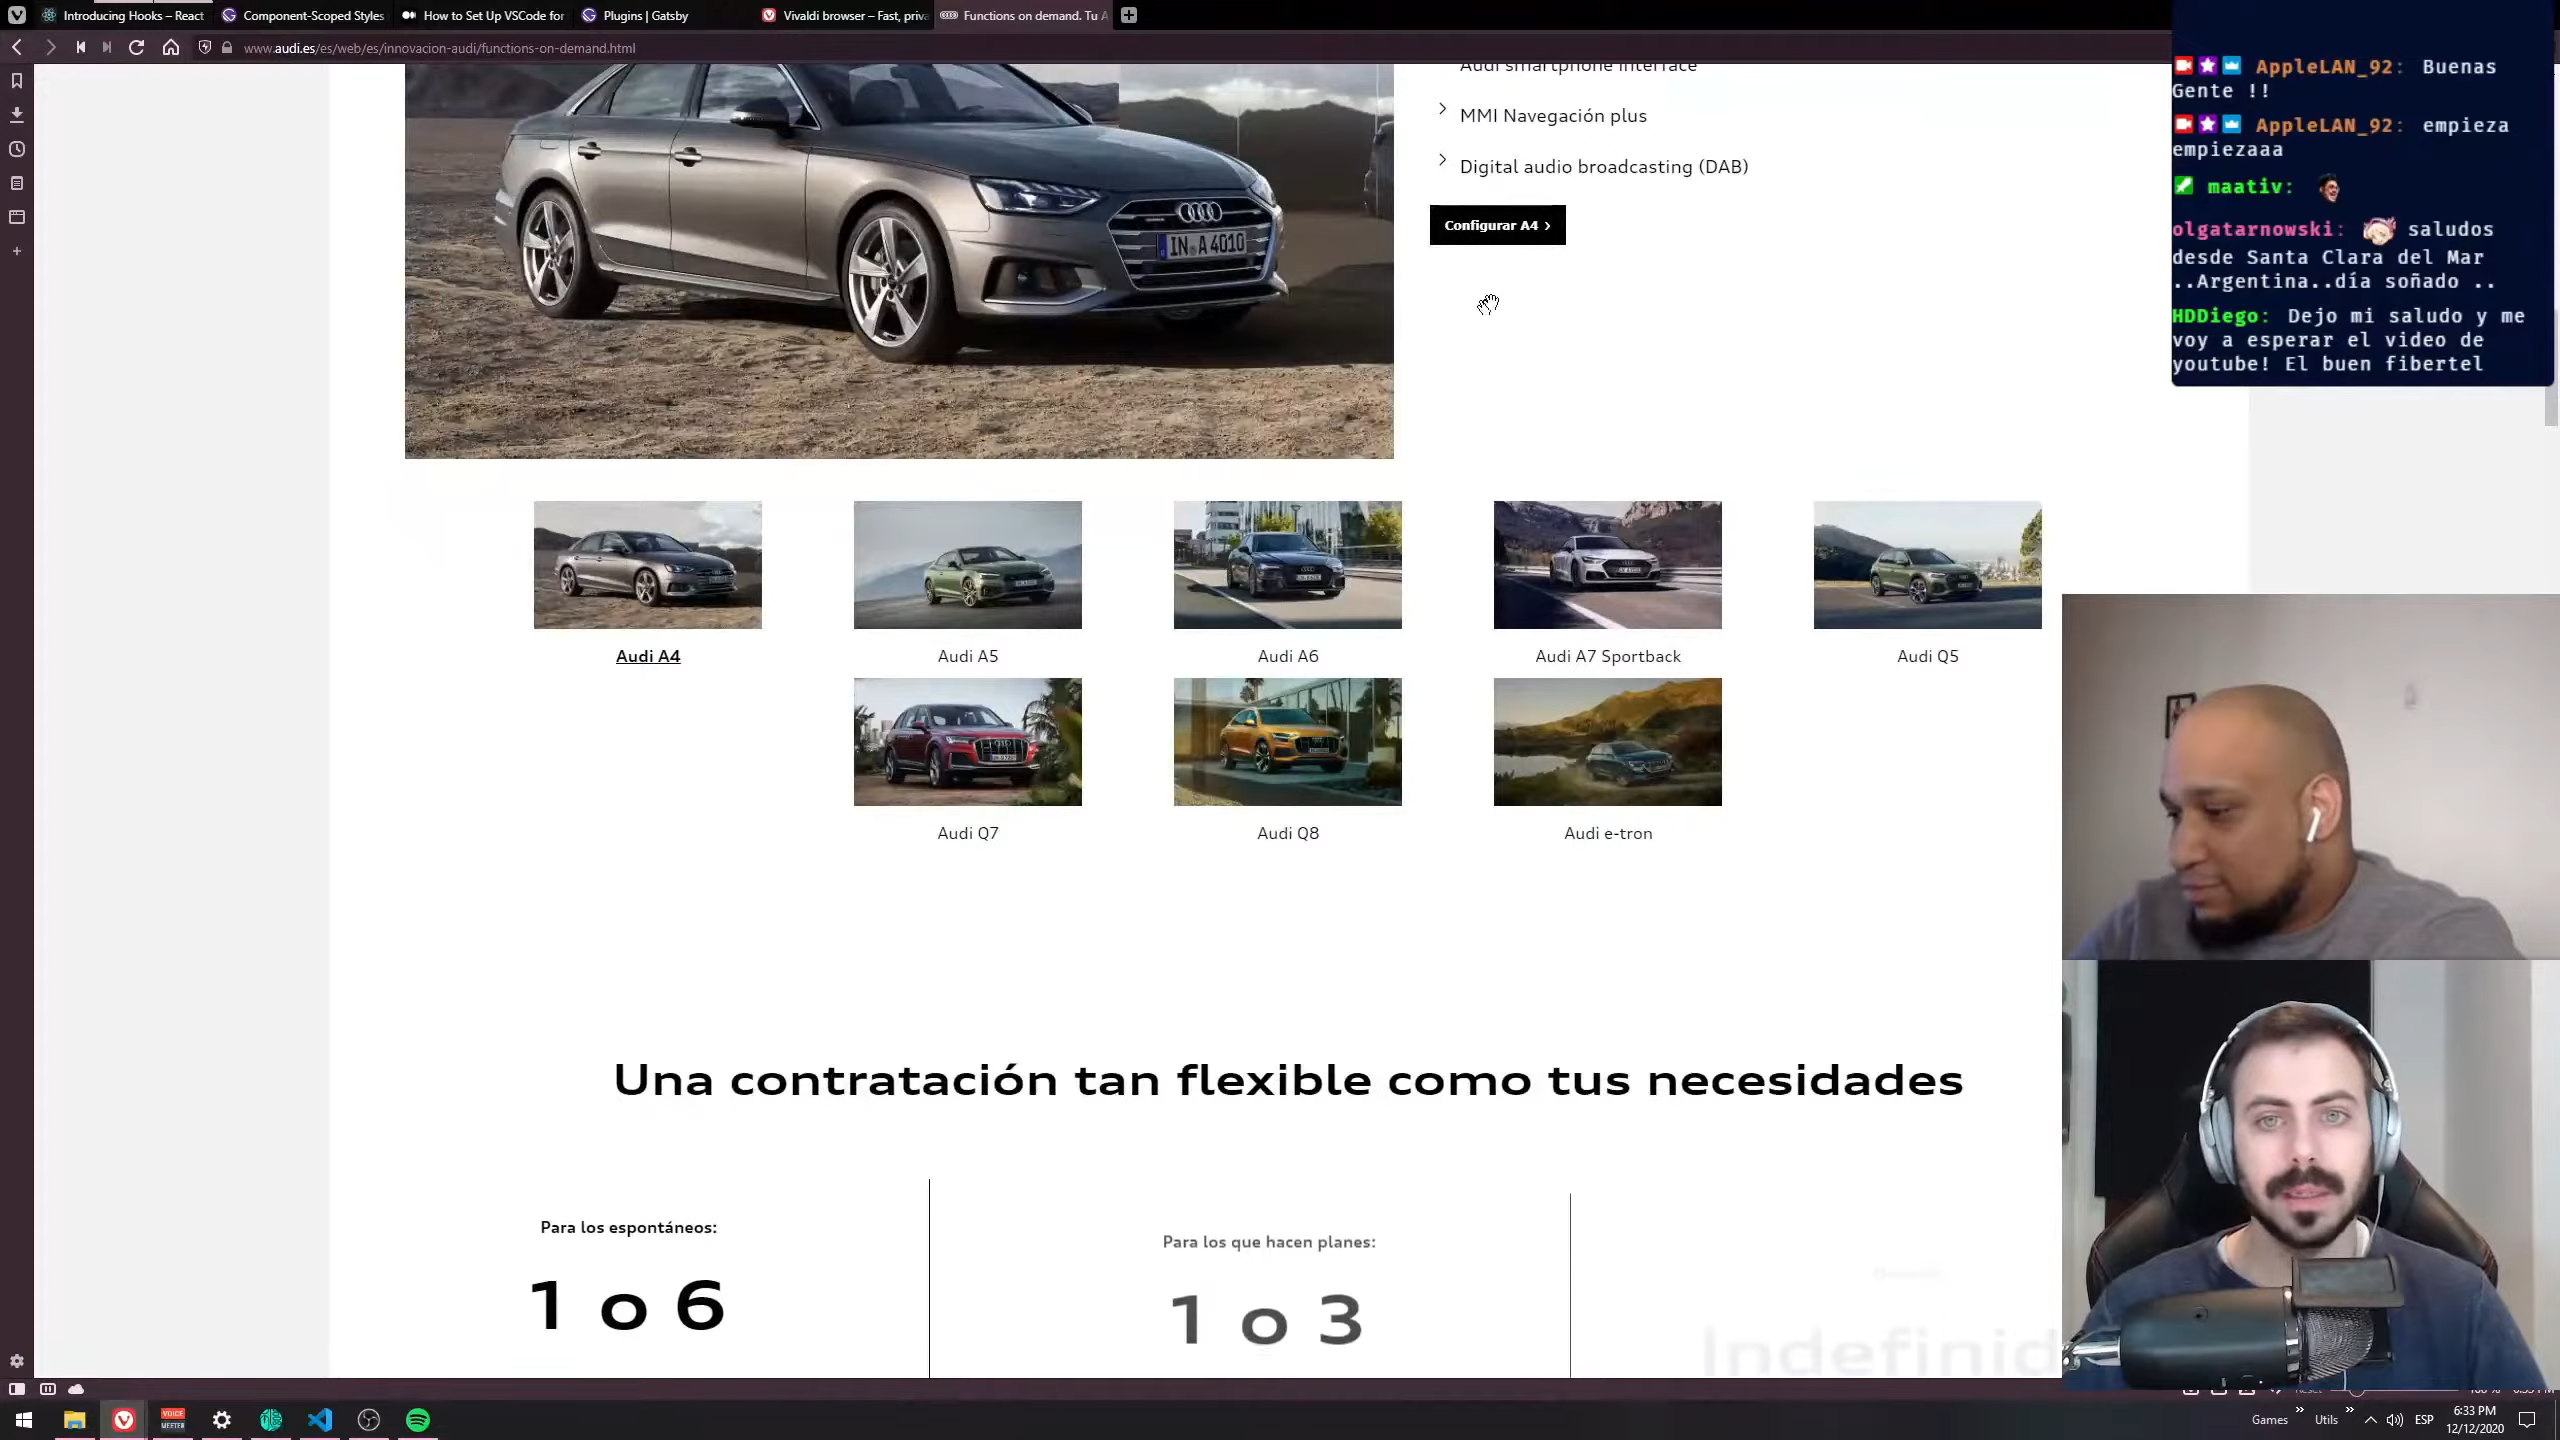 Introducing Hooks – React
Component-Scoped Styles
How to Set Up VSCode for
Plugins | Gatsby
Vivaldi browser – Fast, priva
Functions on demand. Tu A
www.audi.es/es/web/es/innovacion-audi/functions-on-demand.html
Audi smartphone interface
MMI Navegación plus
Digital audio broadcasting (DAB)
Configurar A4 ›
IN A 4010
Audi A4
Audi A5
Audi A6
Audi A7 Sportback
Audi Q5
Audi Q7
Audi Q8
Audi e-tron
Una contratación tan flexible como tus necesidades
Para los espontáneos:
1 o 6
Para los que hacen planes:
1 o 3
Indefinid
AppleLAN_92: Buenas
Gente !!
AppleLAN_92: empieza
empiezaaa
maativ:
olgatarnowski: saludos
desde Santa Clara del Mar
..Argentina..día soñado ..
HDDiego: Dejo mi saludo y me
voy a esperar el video de
youtube! El buen fibertel
VOICE
MEETER
Games
Utils
ESP
6:33 PM
12/12/2020